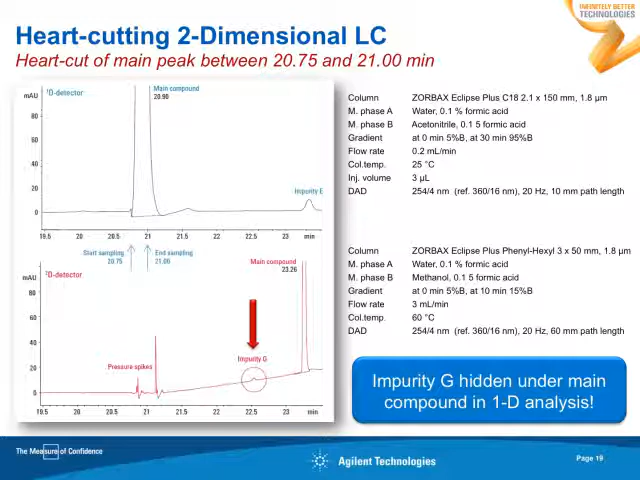 INFINITELY BETTER
TECHNOLOGIES
Heart-cutting 2-Dimensional LC
Heart-cut of main peak between 20.75 and 21.00 min
mAU
¹D-detector
Main compound
20.90
80
60
40
20
0
Impurity E
19.5 20 20.5 21 21.5 22 22.5 23 min
Start sampling
20.75
End sampling
21.00
mAU
²D-detector
Main compound
23.26
80
60
40
20
0
Pressure spikes
Impurity G
19.5 20 20.5 21 21.5 22 22.5 23 min
Column ZORBAX Eclipse Plus C18 2.1 x 150 mm, 1.8 µm
M. phase A Water, 0.1 % formic acid
M. phase B Acetonitrile, 0.1 5 formic acid
Gradient at 0 min 5%B, at 30 min 95%B
Flow rate 0.2 mL/min
Col.temp. 25 °C
Inj. volume 3 µL
DAD 254/4 nm (ref. 360/16 nm), 20 Hz, 10 mm path length
Column ZORBAX Eclipse Plus Phenyl-Hexyl 3 x 50 mm, 1.8 µm
M. phase A Water, 0.1 % formic acid
M. phase B Methanol, 0.1 5 formic acid
Gradient at 0 min 5%B, at 10 min 15%B
Flow rate 3 mL/min
Col.temp. 60 °C
DAD 254/4 nm (ref. 360/16 nm), 20 Hz, 60 mm path length
Impurity G hidden under main
compound in 1-D analysis!
The Measure of Confidence
Agilent Technologies
Page 19